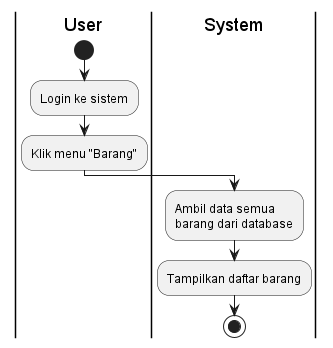 User
System
Login ke sistem
Klik menu "Barang"
Ambil data semua
barang dari database
Tampilkan daftar barang